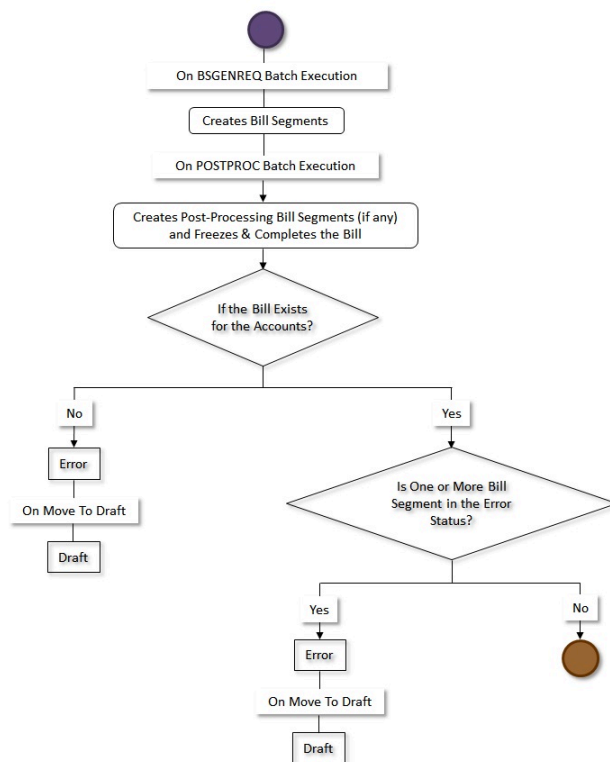 On BSGENREQ Batch Execution
Creates Bill Segments
On POSTPROC Batch Execution
Creates Post-Processing Bill Segments (if any)
and Freezes & Completes the Bill
If the Bill Exists
for the Accounts?
No
Yes
Error
On Move To Draft
Draft
Is One or More Bill
Segment in the Error
Status?
Yes
No
Error
On Move To Draft
Draft